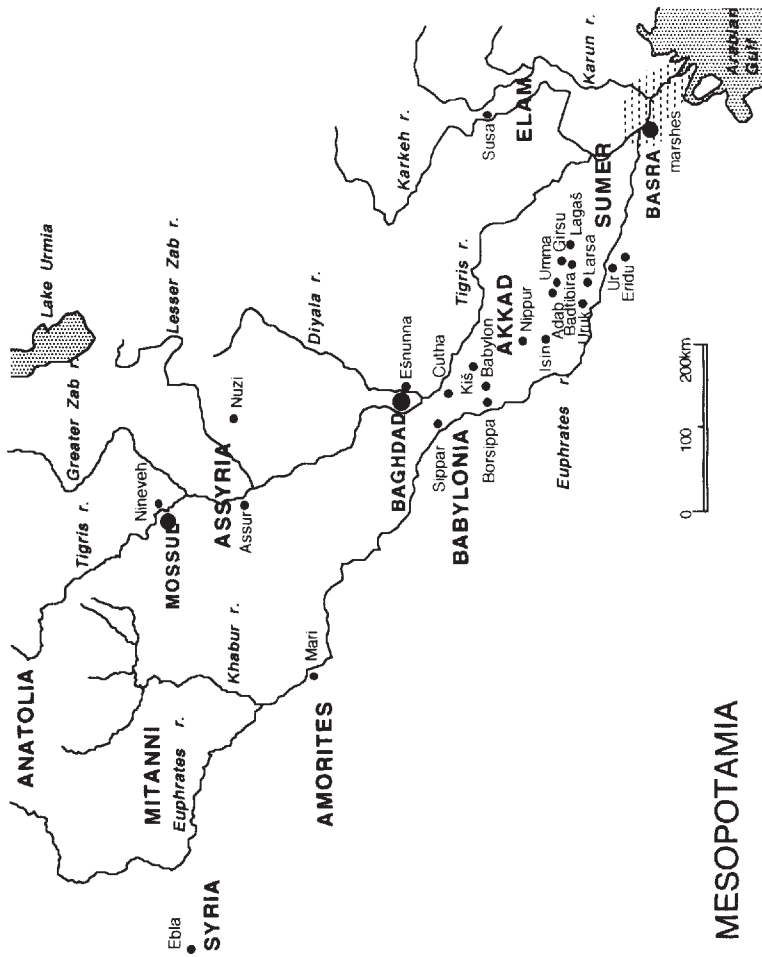 ANATOLIA
MITANNI
Euphrates r.
Ebla
SYRIA
AMORITES
Mari
Khabur r.
Tigris r.
Nineveh
MOSSUL
ASSYRIA
Assur
Greater Zab r.
Lake Urmia
Lesser Zab r.
Nuzi
Diyala r.
Ešnunna
BAGHDAD
Sippar
BABYLONIA
Cutha
Kiš
Babylon
Borsippa
AKKAD
Nippur
Isin
Tigris r.
Euphrates r.
Adab
Umma
Badtibira
Girsu
Lagaš
Uruk
Larsa
Ur
Eridu
SUMER
Karkeh r.
Susa
ELAM
Karun r.
BASRA
marshes
Arabian
Gulf
0 100 200km
MESOPOTAMIA